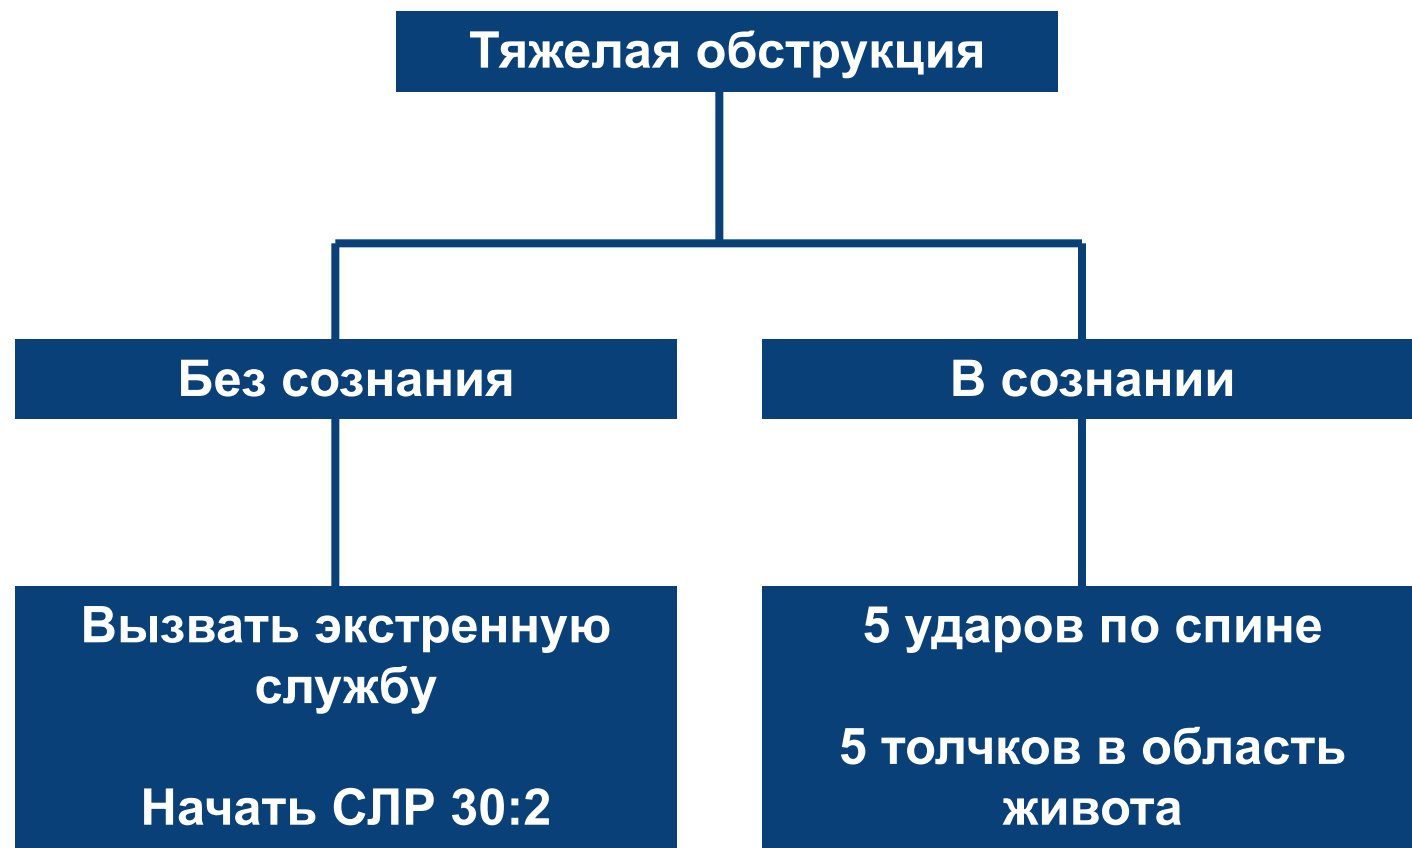 Тяжелая обструкция
Без сознания
В сознании
Вызвать экстренную
службу
Начать СЛР 30:2
5 ударов по спине
5 толчков в область
живота